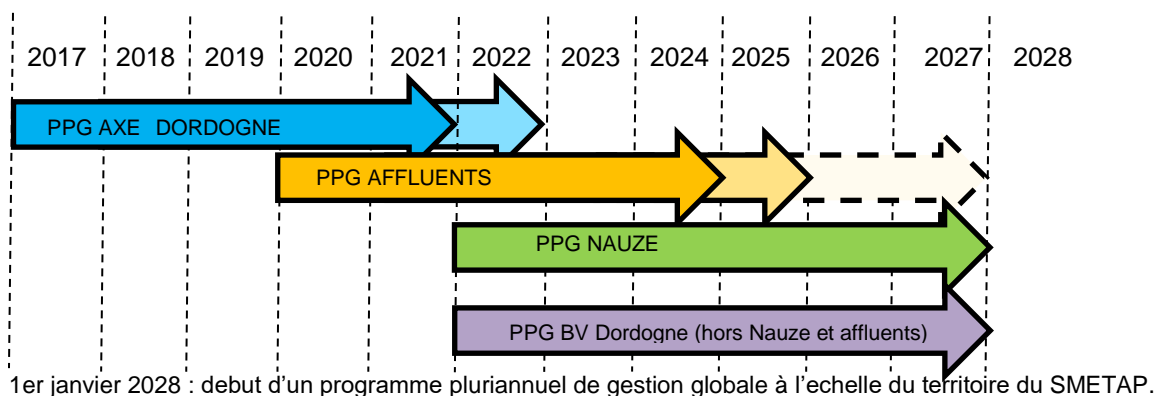 2017 2018 2019 2020 2021 2022 2023 2024 2025 2026 2027 2028
PPG AXE DORDOGNE
PPG AFFLUENTS
PPG NAUZE
PPG BV Dordogne (hors Nauze et affluents)
1er janvier 2028 : debut d'un programme pluriannuel de gestion globale à l'echelle du territoire du SMETAP.